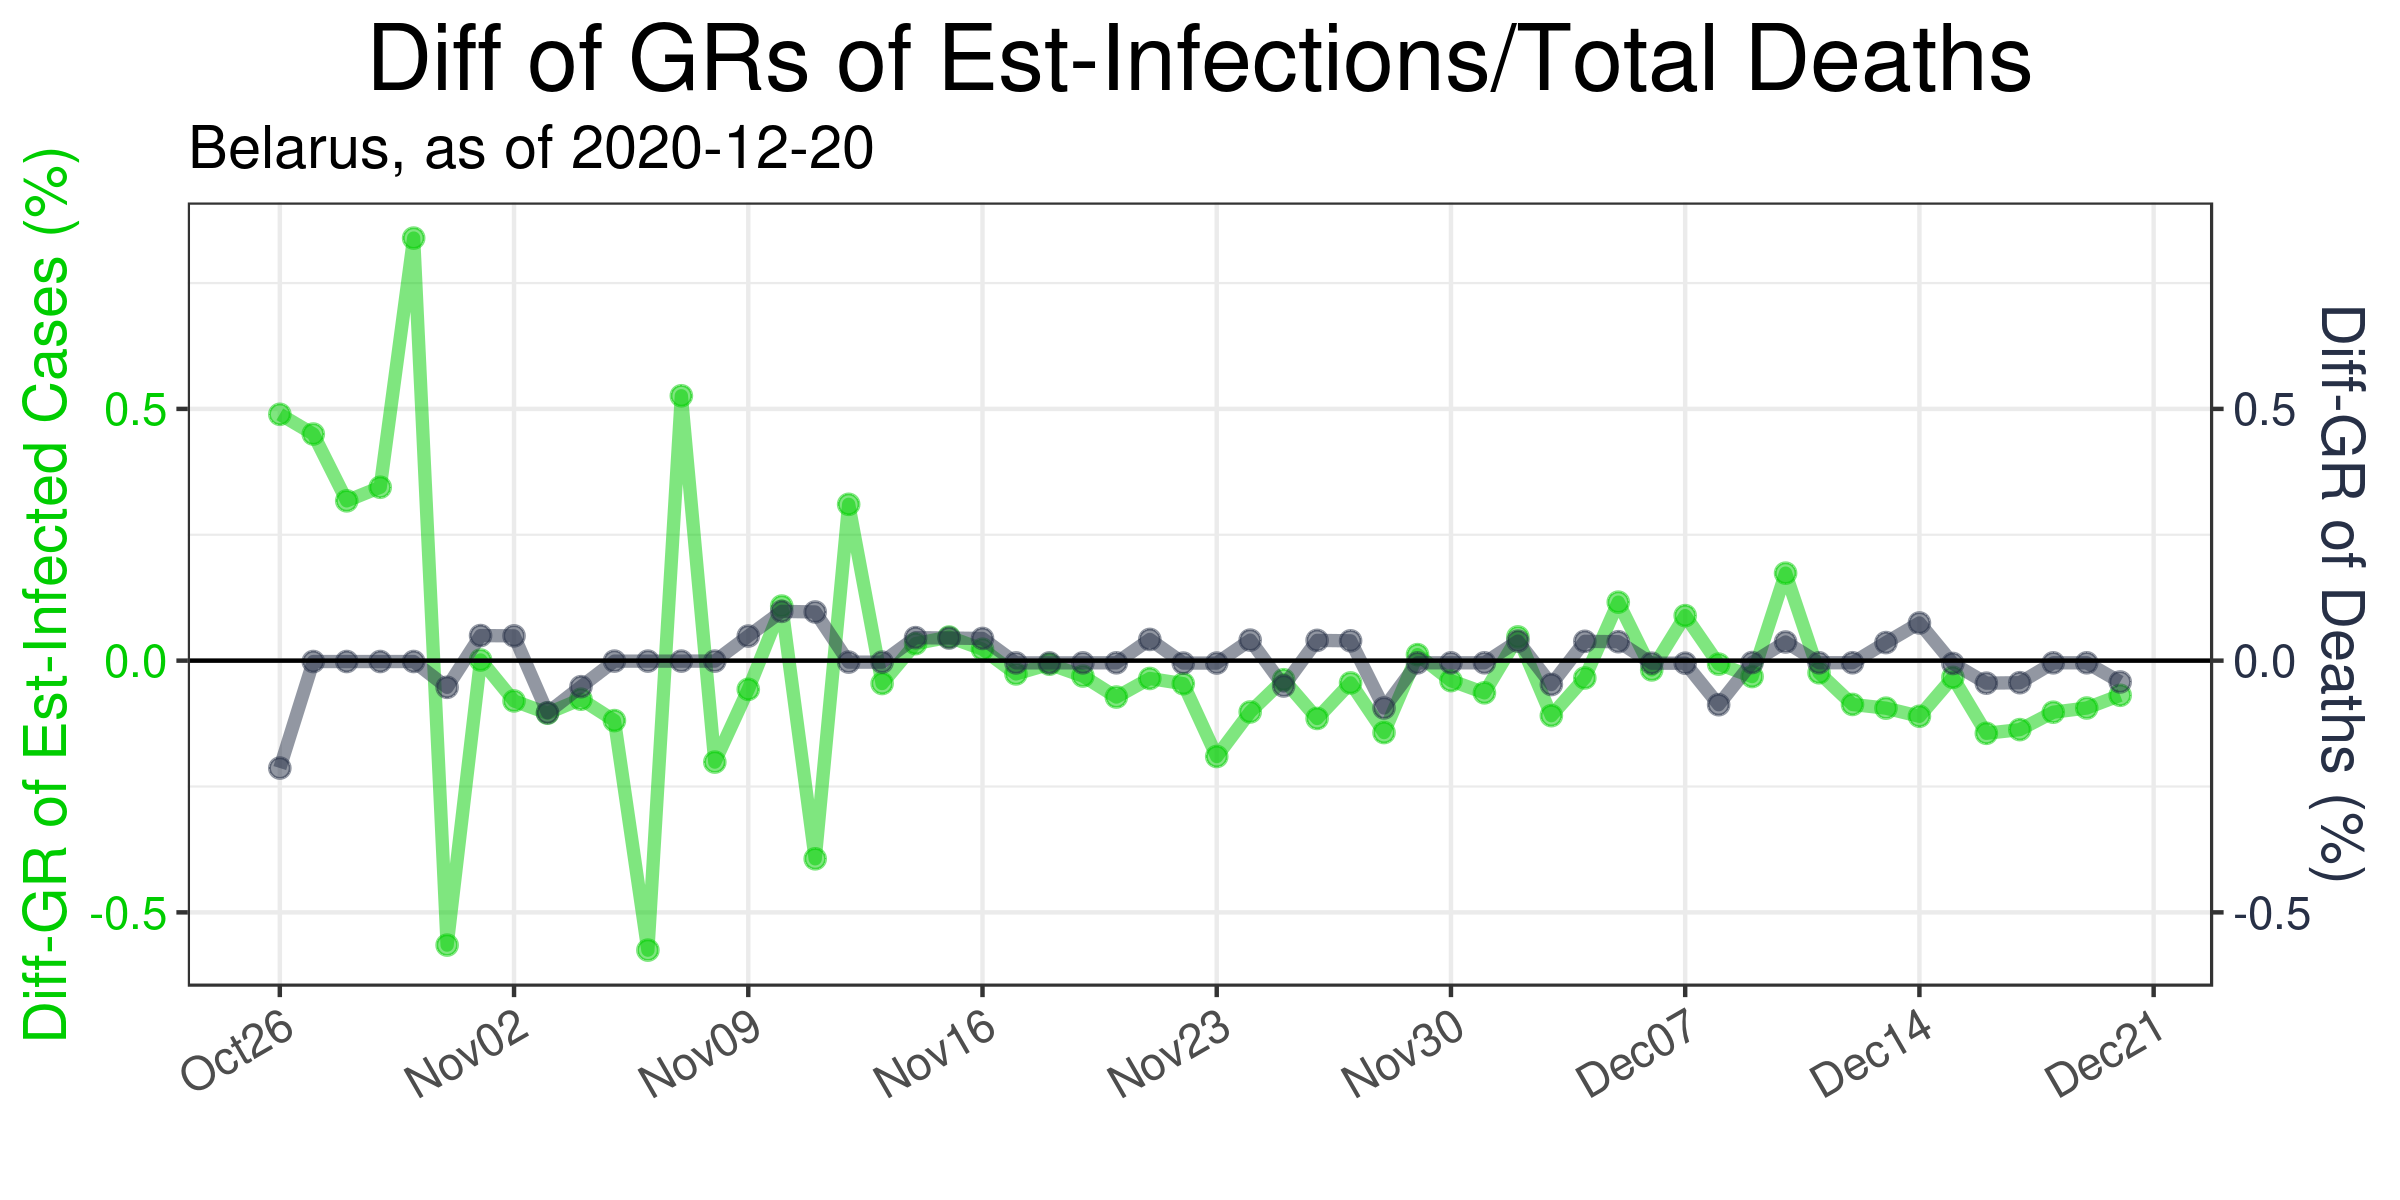 Diff of GRs of Est-Infections/Total Deaths
Belarus, as of 2020-12-20
Diff-GR of Est-Infected Cases (%)
0.5
0.0
-0.5
0.5
0.0
-0.5
Diff-GR of Deaths (%)
Oct26
Nov02
Nov09
Nov16
Nov23
Nov30
Dec07
Dec14
Dec21